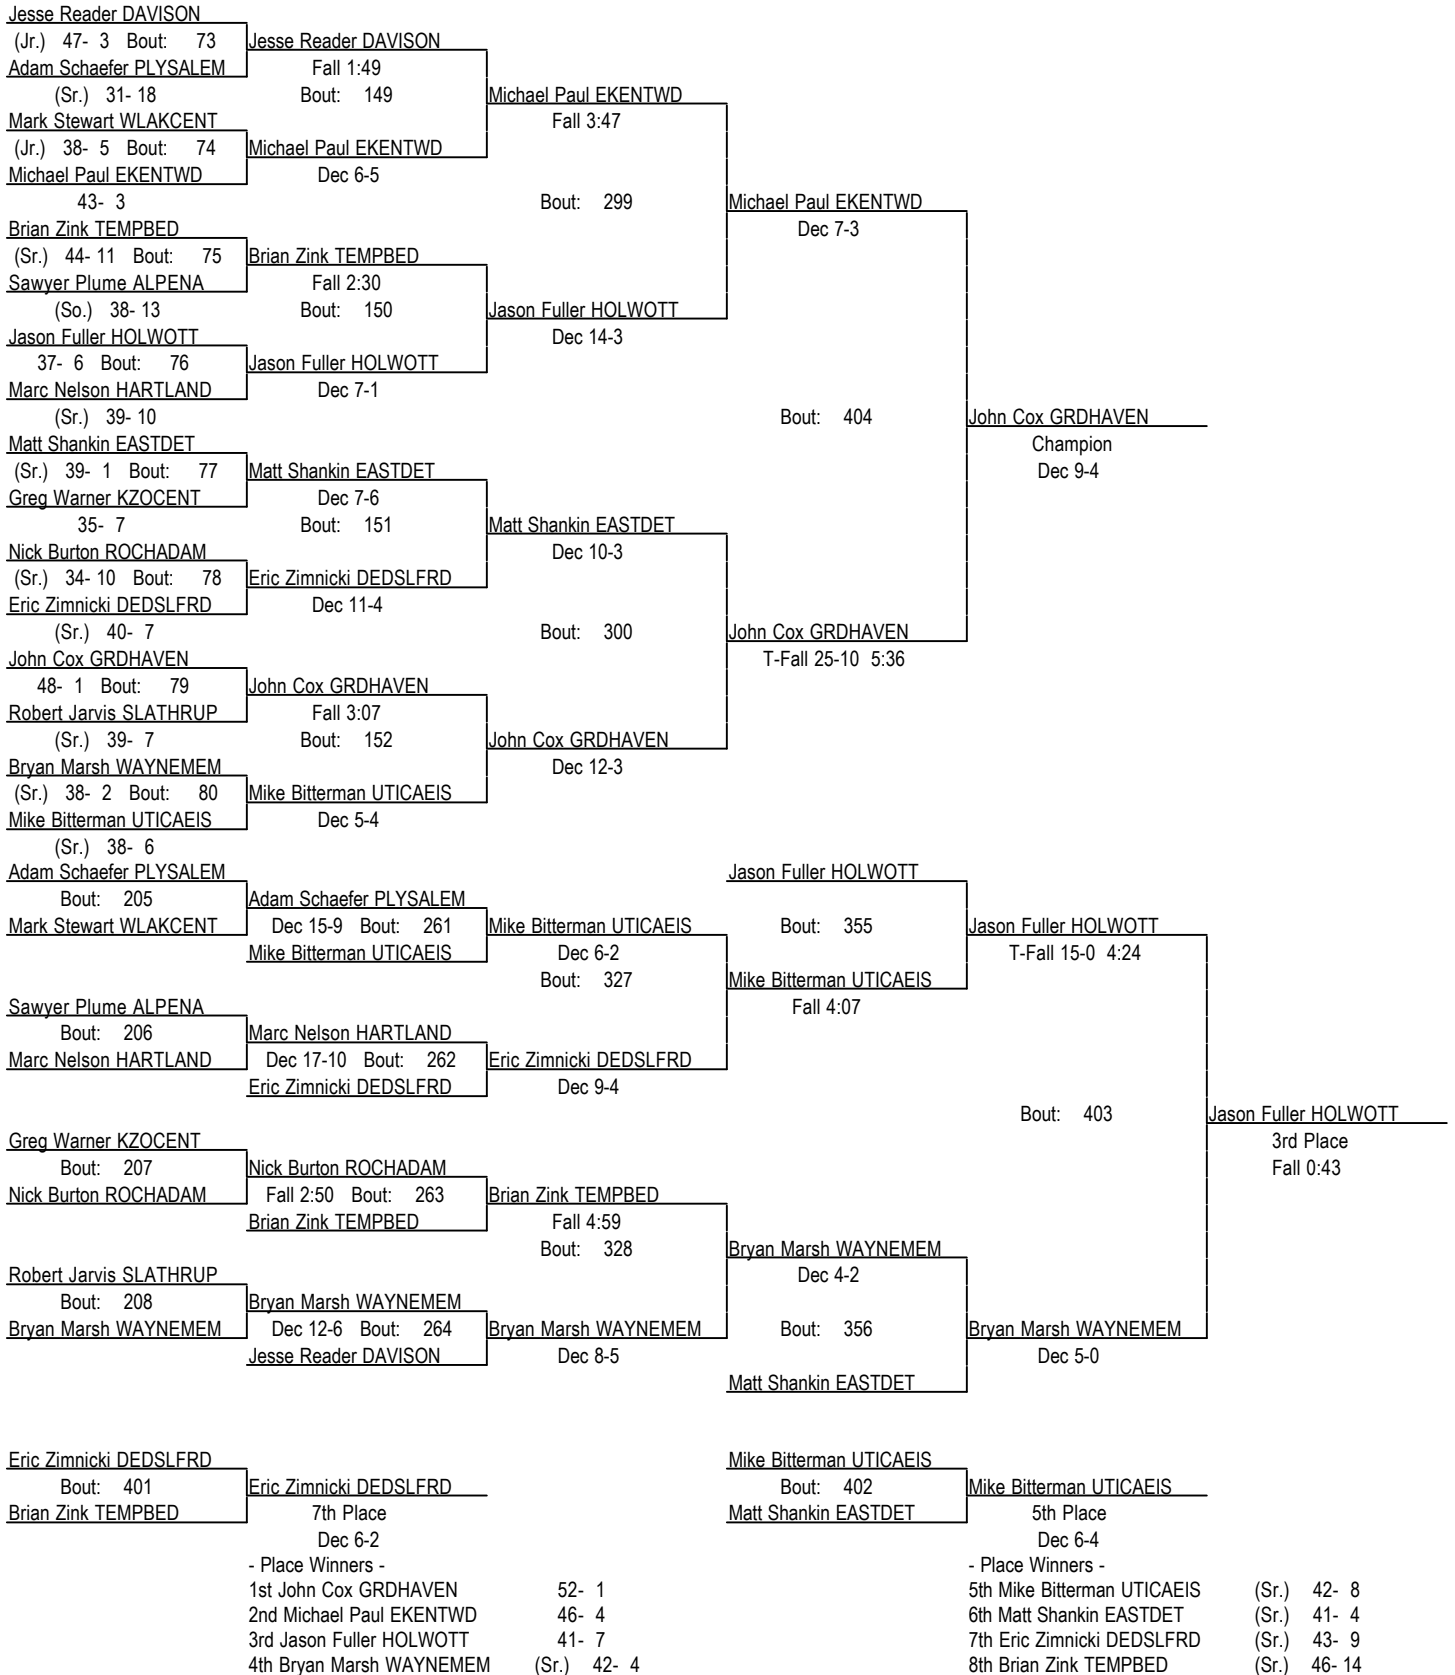 Jesse Reader DAVISON
(Jr.) 47- 3 Bout: 73 Jesse Reader DAVISON
Adam Schaefer PLYSALEM Fall 1:49
(Sr.) 31- 18 Bout: 149 Michael Paul EKENTWD
Mark Stewart WLAKCENT Fall 3:47
(Jr.) 38- 5 Bout: 74 Michael Paul EKENTWD
Michael Paul EKENTWD Dec 6-5
43- 3 Bout: 299 Michael Paul EKENTWD
Brian Zink TEMPBED Dec 7-3
(Sr.) 44- 11 Bout: 75 Brian Zink TEMPBED
Sawyer Plume ALPENA Fall 2:30
(So.) 38- 13 Bout: 150 Jason Fuller HOLWOTT
Jason Fuller HOLWOTT Dec 14-3
37- 6 Bout: 76 Jason Fuller HOLWOTT
Marc Nelson HARTLAND Dec 7-1
(Sr.) 39- 10 Bout: 404 John Cox GRDHAVEN
Matt Shankin EASTDET Champion
(Sr.) 39- 1 Bout: 77 Matt Shankin EASTDET Dec 9-4
Greg Warner KZOCENT Dec 7-6
35- 7 Bout: 151 Matt Shankin EASTDET
Nick Burton ROCHADAM Dec 10-3
(Sr.) 34- 10 Bout: 78 Eric Zimnicki DEDSLFRD
Eric Zimnicki DEDSLFRD Dec 11-4
(Sr.) 40- 7 Bout: 300 John Cox GRDHAVEN
John Cox GRDHAVEN T-Fall 25-10 5:36
48- 1 Bout: 79 John Cox GRDHAVEN
Robert Jarvis SLATHRUP Fall 3:07
(Sr.) 39- 7 Bout: 152 John Cox GRDHAVEN
Bryan Marsh WAYNEMEM Dec 12-3
(Sr.) 38- 2 Bout: 80 Mike Bitterman UTICAEIS
Mike Bitterman UTICAEIS Dec 5-4
(Sr.) 38- 6
Adam Schaefer PLYSALEM Jason Fuller HOLWOTT
Bout: 205 Adam Schaefer PLYSALEM
Mark Stewart WLAKCENT Dec 15-9 Bout: 261 Mike Bitterman UTICAEIS Bout: 355 Jason Fuller HOLWOTT
Mike Bitterman UTICAEIS Dec 6-2 T-Fall 15-0 4:24
Bout: 327 Mike Bitterman UTICAEIS
Sawyer Plume ALPENA Fall 4:07
Bout: 206 Marc Nelson HARTLAND
Marc Nelson HARTLAND Dec 17-10 Bout: 262 Eric Zimnicki DEDSLFRD
Eric Zimnicki DEDSLFRD Dec 9-4
Bout: 403 Jason Fuller HOLWOTT
Greg Warner KZOCENT 3rd Place
Bout: 207 Nick Burton ROCHADAM Fall 0:43
Nick Burton ROCHADAM Fall 2:50 Bout: 263 Brian Zink TEMPBED
Brian Zink TEMPBED Fall 4:59
Bout: 328 Bryan Marsh WAYNEMEM
Robert Jarvis SLATHRUP Dec 4-2
Bout: 208 Bryan Marsh WAYNEMEM
Bryan Marsh WAYNEMEM Dec 12-6 Bout: 264 Bryan Marsh WAYNEMEM Bout: 356 Bryan Marsh WAYNEMEM
Jesse Reader DAVISON Dec 8-5 Dec 5-0
Matt Shankin EASTDET
Eric Zimnicki DEDSLFRD Mike Bitterman UTICAEIS
Bout: 401 Eric Zimnicki DEDSLFRD Bout: 402 Mike Bitterman UTICAEIS
Brian Zink TEMPBED 7th Place Matt Shankin EASTDET 5th Place
Dec 6-2 Dec 6-4
- Place Winners - - Place Winners -
1st John Cox GRDHAVEN 52- 1 5th Mike Bitterman UTICAEIS (Sr.) 42- 8
2nd Michael Paul EKENTWD 46- 4 6th Matt Shankin EASTDET (Sr.) 41- 4
3rd Jason Fuller HOLWOTT 41- 7 7th Eric Zimnicki DEDSLFRD (Sr.) 43- 9
4th Bryan Marsh WAYNEMEM (Sr.) 42- 4 8th Brian Zink TEMPBED (Sr.) 46- 14